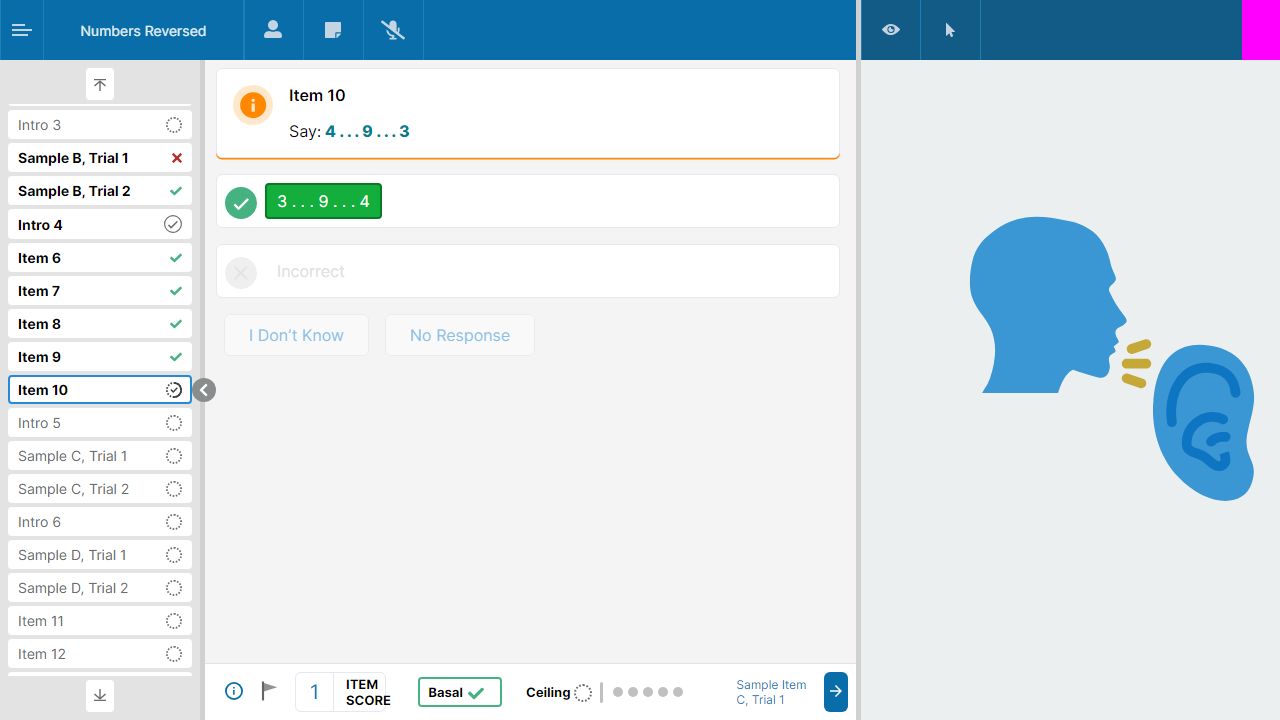 Numbers Reversed
Intro 3
Sample B, Trial 1
Sample B, Trial 2
Intro 4
Item 6
Item 7
Item 8
Item 9
Item 10
Intro 5
Sample C, Trial 1
Sample C, Trial 2
Intro 6
Sample D, Trial 1
Sample D, Trial 2
Item 11
Item 12
Item 10
Say: 4 . . . 9 . . . 3
3 . . . 9 . . . 4
Incorrect
I Don't Know
No Response
1
ITEM
SCORE
Basal
Ceiling
Sample Item
C, Trial 1